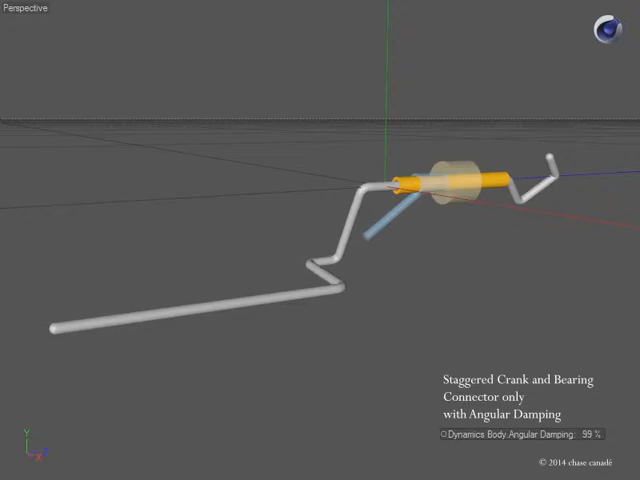 Perspective
Staggered Crank and Bearing
Connector only
with Angular Damping
Dynamics Body.Angular Damping: 99 %
© 2014 chase canadé
Y
X
Z